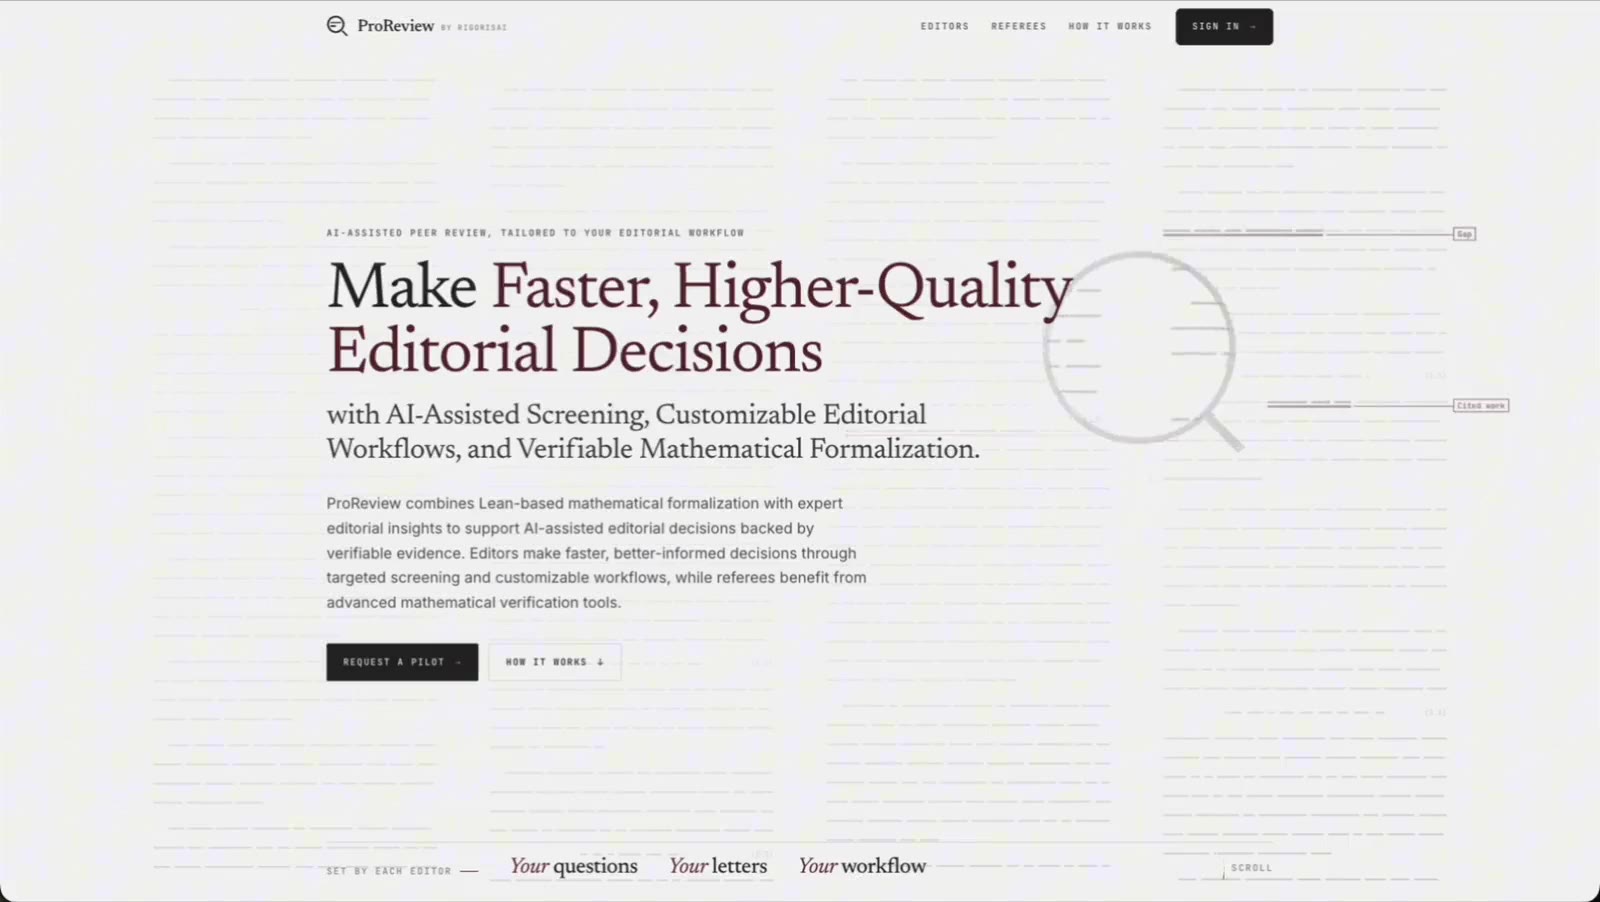 ProReview BY RIGORISAI
EDITORS REFEREES HOW IT WORKS SIGN IN →
AI-ASSISTED PEER REVIEW, TAILORED TO YOUR EDITORIAL WORKFLOW
Gap
Make Faster, Higher-Quality
Editorial Decisions
Cited work
with AI-Assisted Screening, Customizable Editorial
Workflows, and Verifiable Mathematical Formalization.
ProReview combines Lean-based mathematical formalization with expert
editorial insights to support AI-assisted editorial decisions backed by
verifiable evidence. Editors make faster, better-informed decisions through
targeted screening and customizable workflows, while referees benefit from
advanced mathematical verification tools.
REQUEST A PILOT → HOW IT WORKS ↓
SET BY EACH EDITOR — Your questions Your letters Your workflow
SCROLL